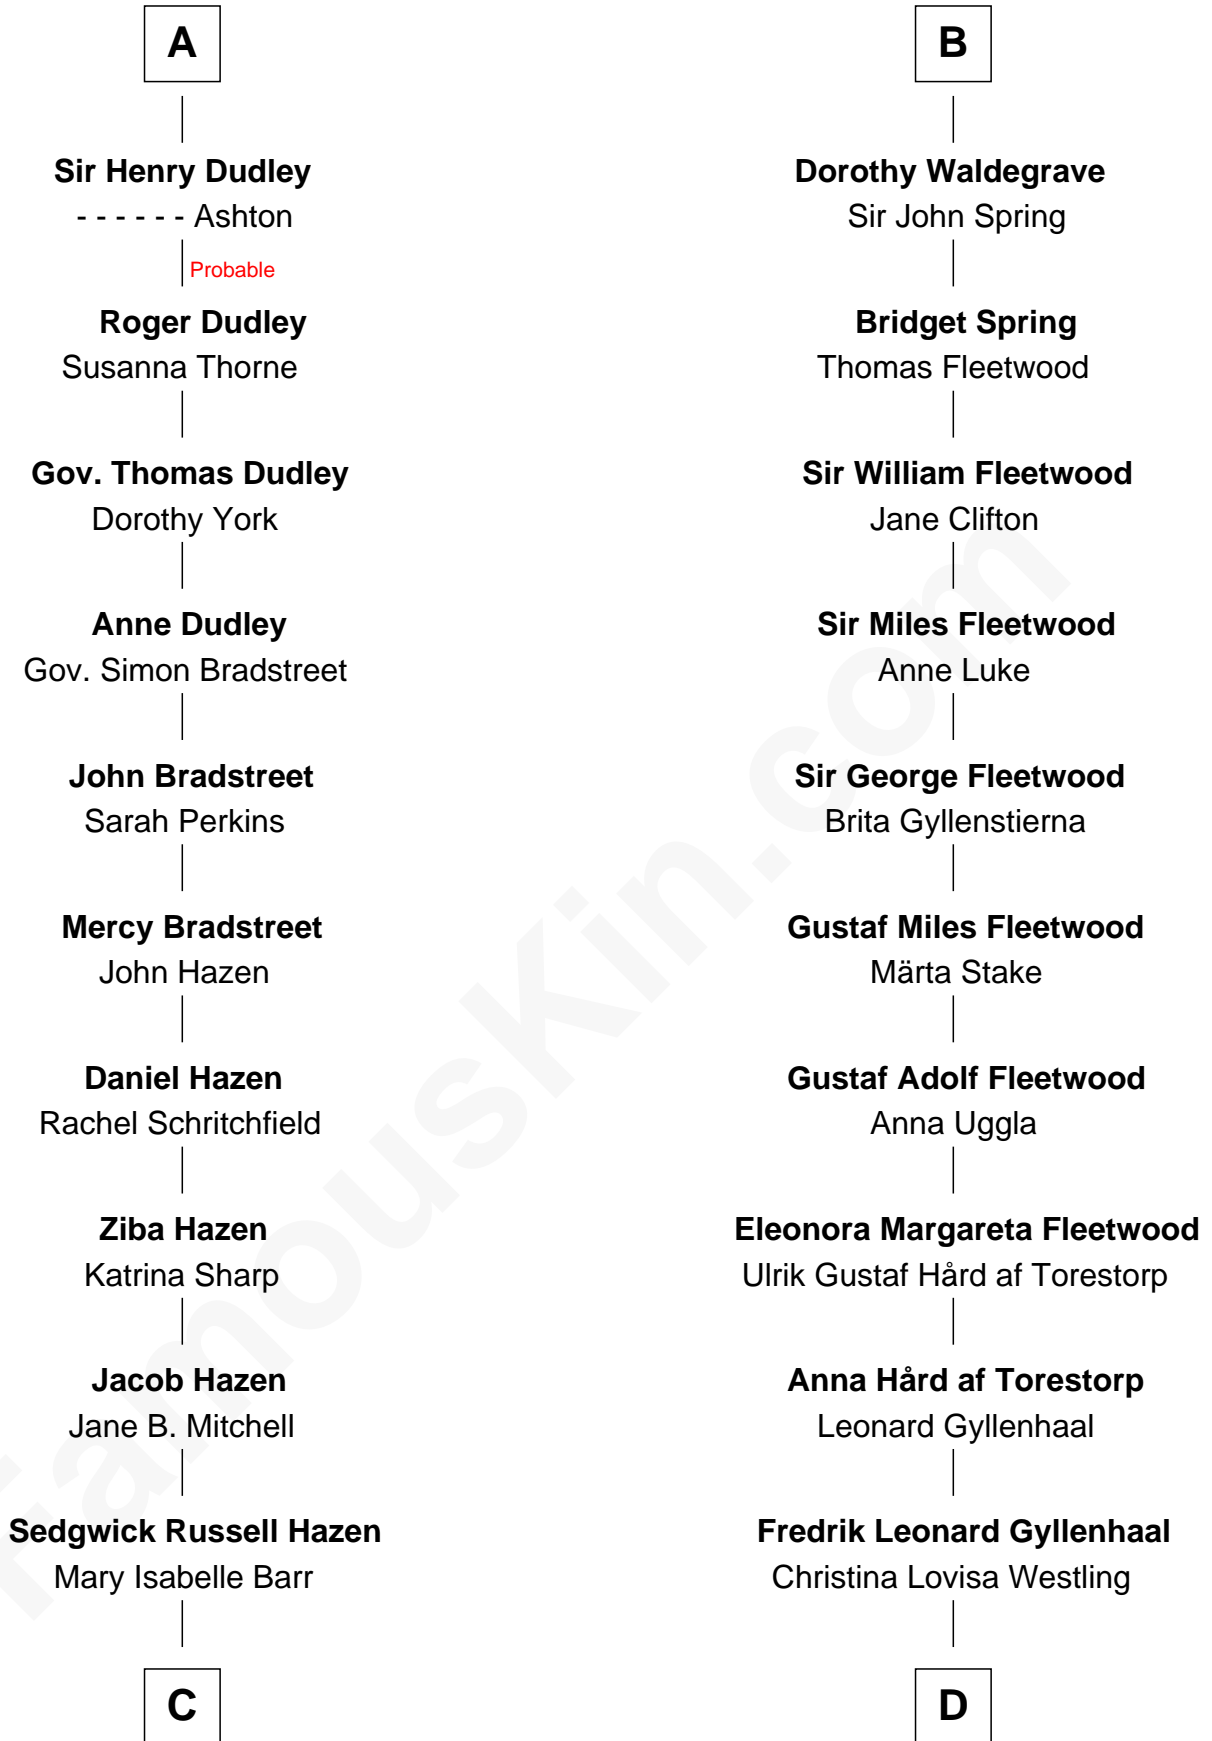 A
Sir Henry Dudley
- - - - - - Ashton
Probable
Roger Dudley
Susanna Thorne
Gov. Thomas Dudley
Dorothy York
Anne Dudley
Gov. Simon Bradstreet
John Bradstreet
Sarah Perkins
Mercy Bradstreet
John Hazen
Daniel Hazen
Rachel Schritchfield
Ziba Hazen
Katrina Sharp
Jacob Hazen
Jane B. Mitchell
Sedgwick Russell Hazen
Mary Isabelle Barr
C
B
Dorothy Waldegrave
Sir John Spring
Bridget Spring
Thomas Fleetwood
Sir William Fleetwood
Jane Clifton
Sir Miles Fleetwood
Anne Luke
Sir George Fleetwood
Brita Gyllenstierna
Gustaf Miles Fleetwood
Märta Stake
Gustaf Adolf Fleetwood
Anna Uggla
Eleonora Margareta Fleetwood
Ulrik Gustaf Hård af Torestorp
Anna Hård af Torestorp
Leonard Gyllenhaal
Fredrik Leonard Gyllenhaal
Christina Lovisa Westling
D
FamousKin.com